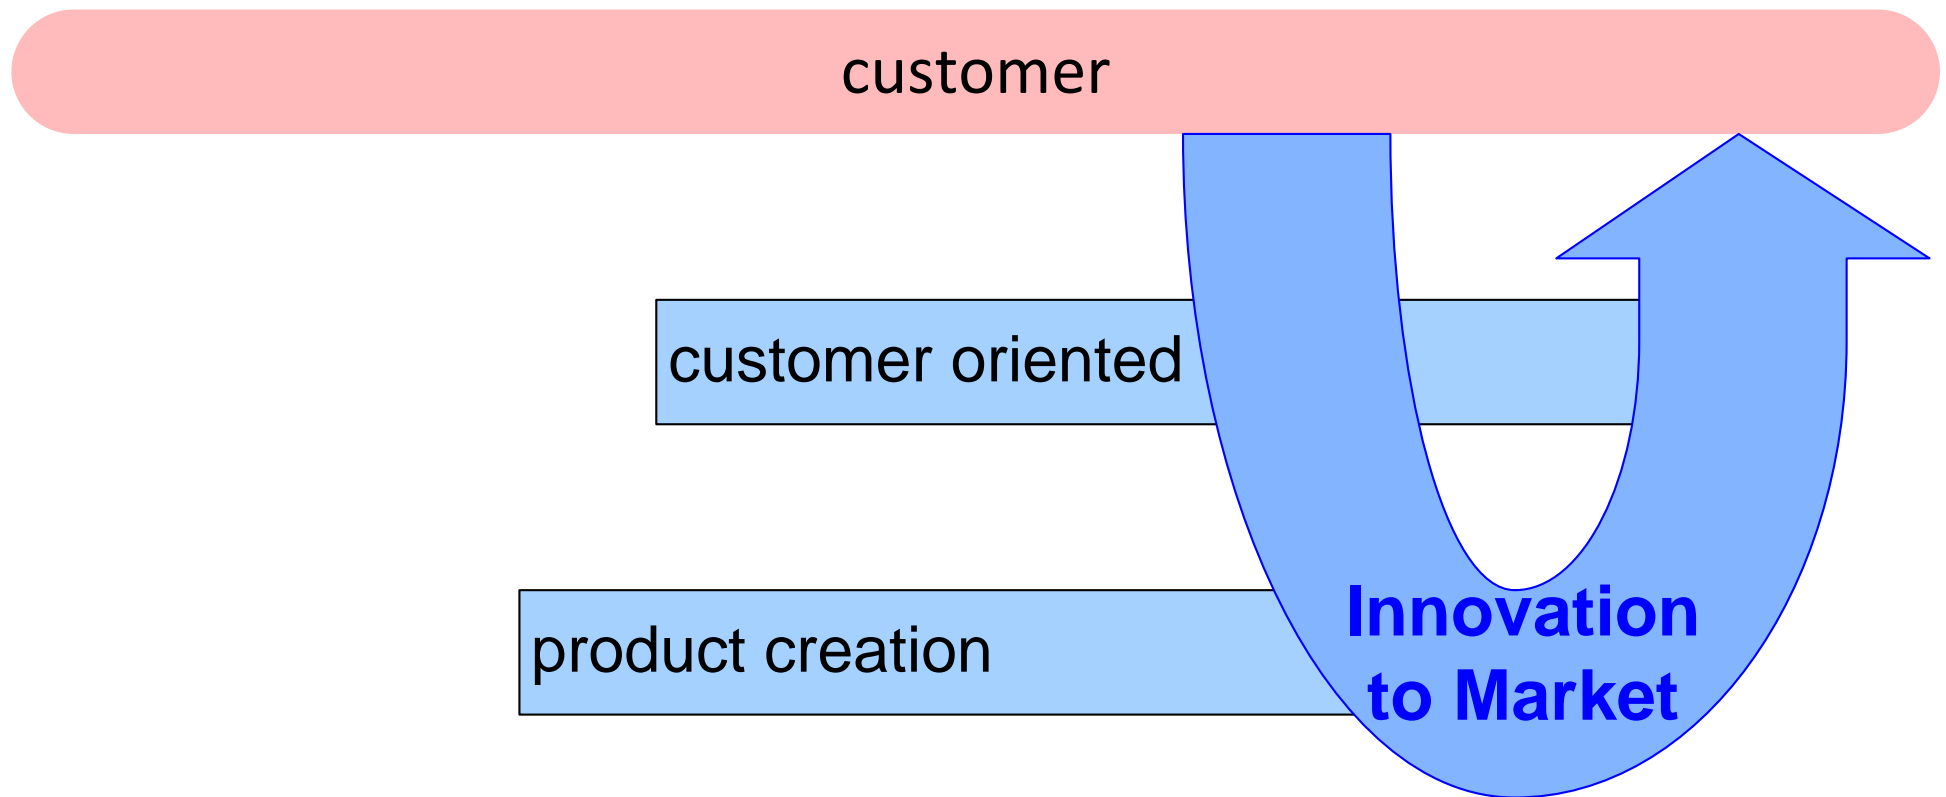 customer
customer oriented
product creation
Innovation
to Market